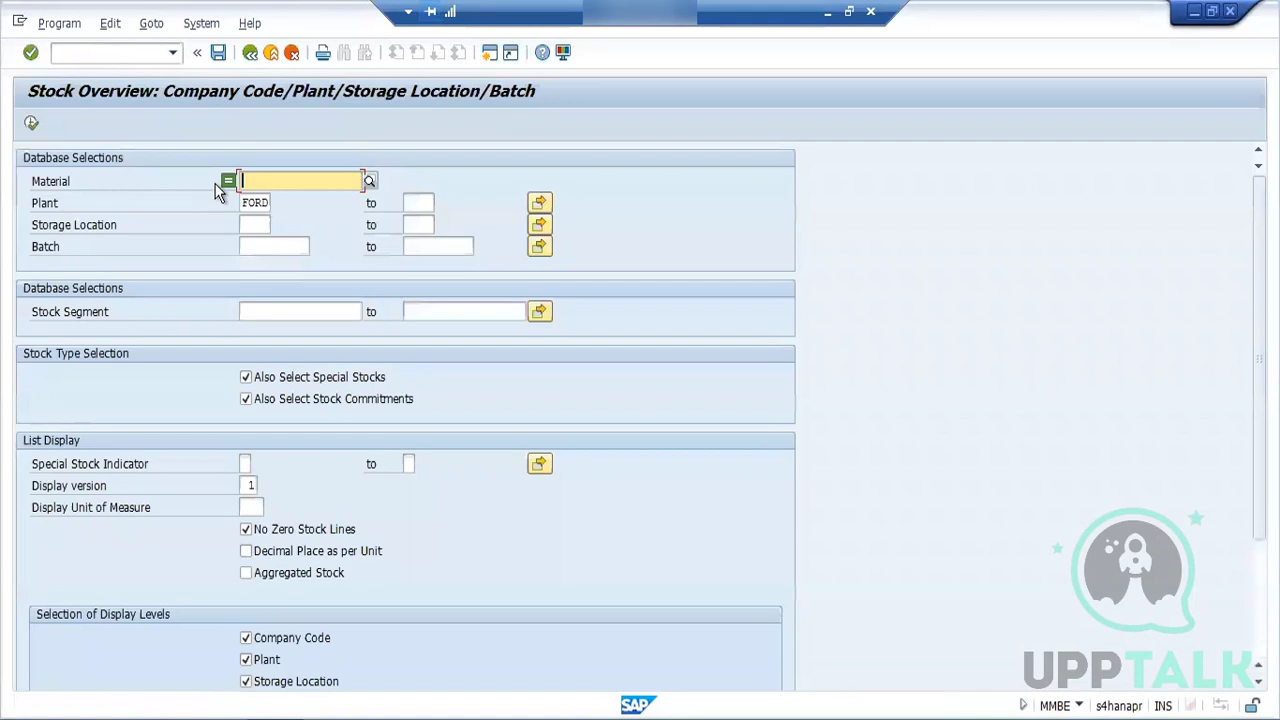 Program Edit Goto System Help
Stock Overview: Company Code/Plant/Storage Location/Batch
Database Selections
Material
Plant FORD to
Storage Location to
Batch to
Database Selections
Stock Segment to
Stock Type Selection
Also Select Special Stocks
Also Select Stock Commitments
List Display
Special Stock Indicator to
Display version 1
Display Unit of Measure
No Zero Stock Lines
Decimal Place as per Unit
Aggregated Stock
Selection of Display Levels
Company Code
Plant
Storage Location
UPPTALK
SAP MMBE s4hanapr INS